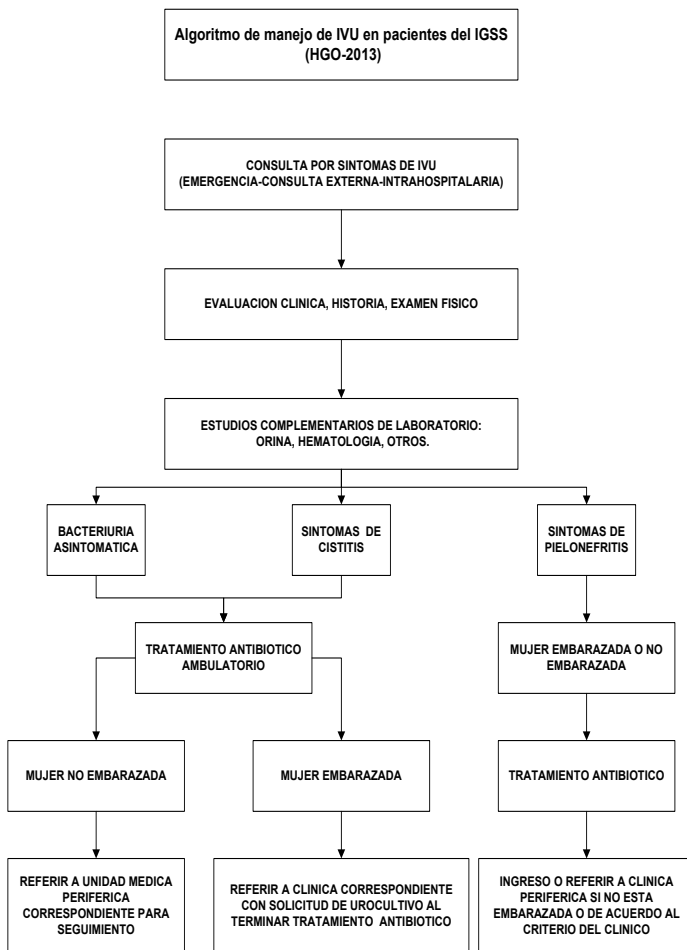 Algoritmo de manejo de IVU en pacientes del IGSS
(HGO-2013)
CONSULTA POR SINTOMAS DE IVU
(EMERGENCIA-CONSULTA EXTERNA-INTRAHOSPITALARIA)
EVALUACION CLINICA, HISTORIA, EXAMEN FISICO
ESTUDIOS COMPLEMENTARIOS DE LABORATORIO:
ORINA, HEMATOLOGIA, OTROS.
BACTERIURIA
ASINTOMATICA
SINTOMAS DE
CISTITIS
SINTOMAS DE
PIELONEFRITIS
TRATAMIENTO ANTIBIOTICO
AMBULATORIO
MUJER EMBARAZADA O NO
EMBARAZADA
MUJER NO EMBARAZADA
MUJER EMBARAZADA
TRATAMIENTO ANTIBIOTICO
REFERIR A UNIDAD MEDICA
PERIFERICA
CORRESPONDIENTE PARA
SEGUIMIENTO
REFERIR A CLINICA CORRESPONDIENTE
CON SOLICITUD DE UROCULTIVO AL
TERMINAR TRATAMIENTO ANTIBIOTICO
INGRESO O REFERIR A CLINICA
PERIFERICA SI NO ESTA
EMBARAZADA O DE ACUERDO AL
CRITERIO DEL CLINICO